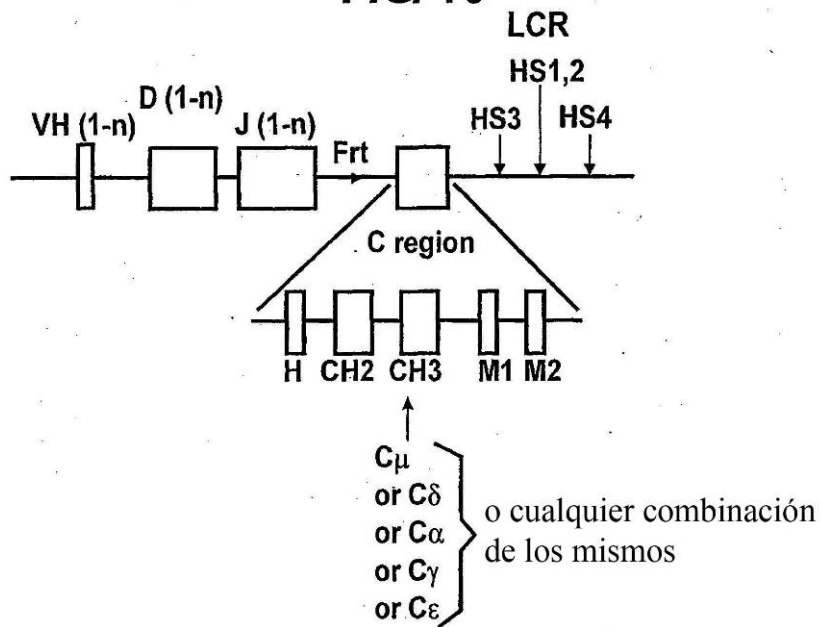 LCR
HS1,2
D (1-n)
HS3
HS4
VH (1-n)
J (1-n)
Frt
C region
H CH2 CH3 M1 M2
Cμ
or Cδ
or Cα
or Cγ
or Cε
o cualquier combinación
de los mismos